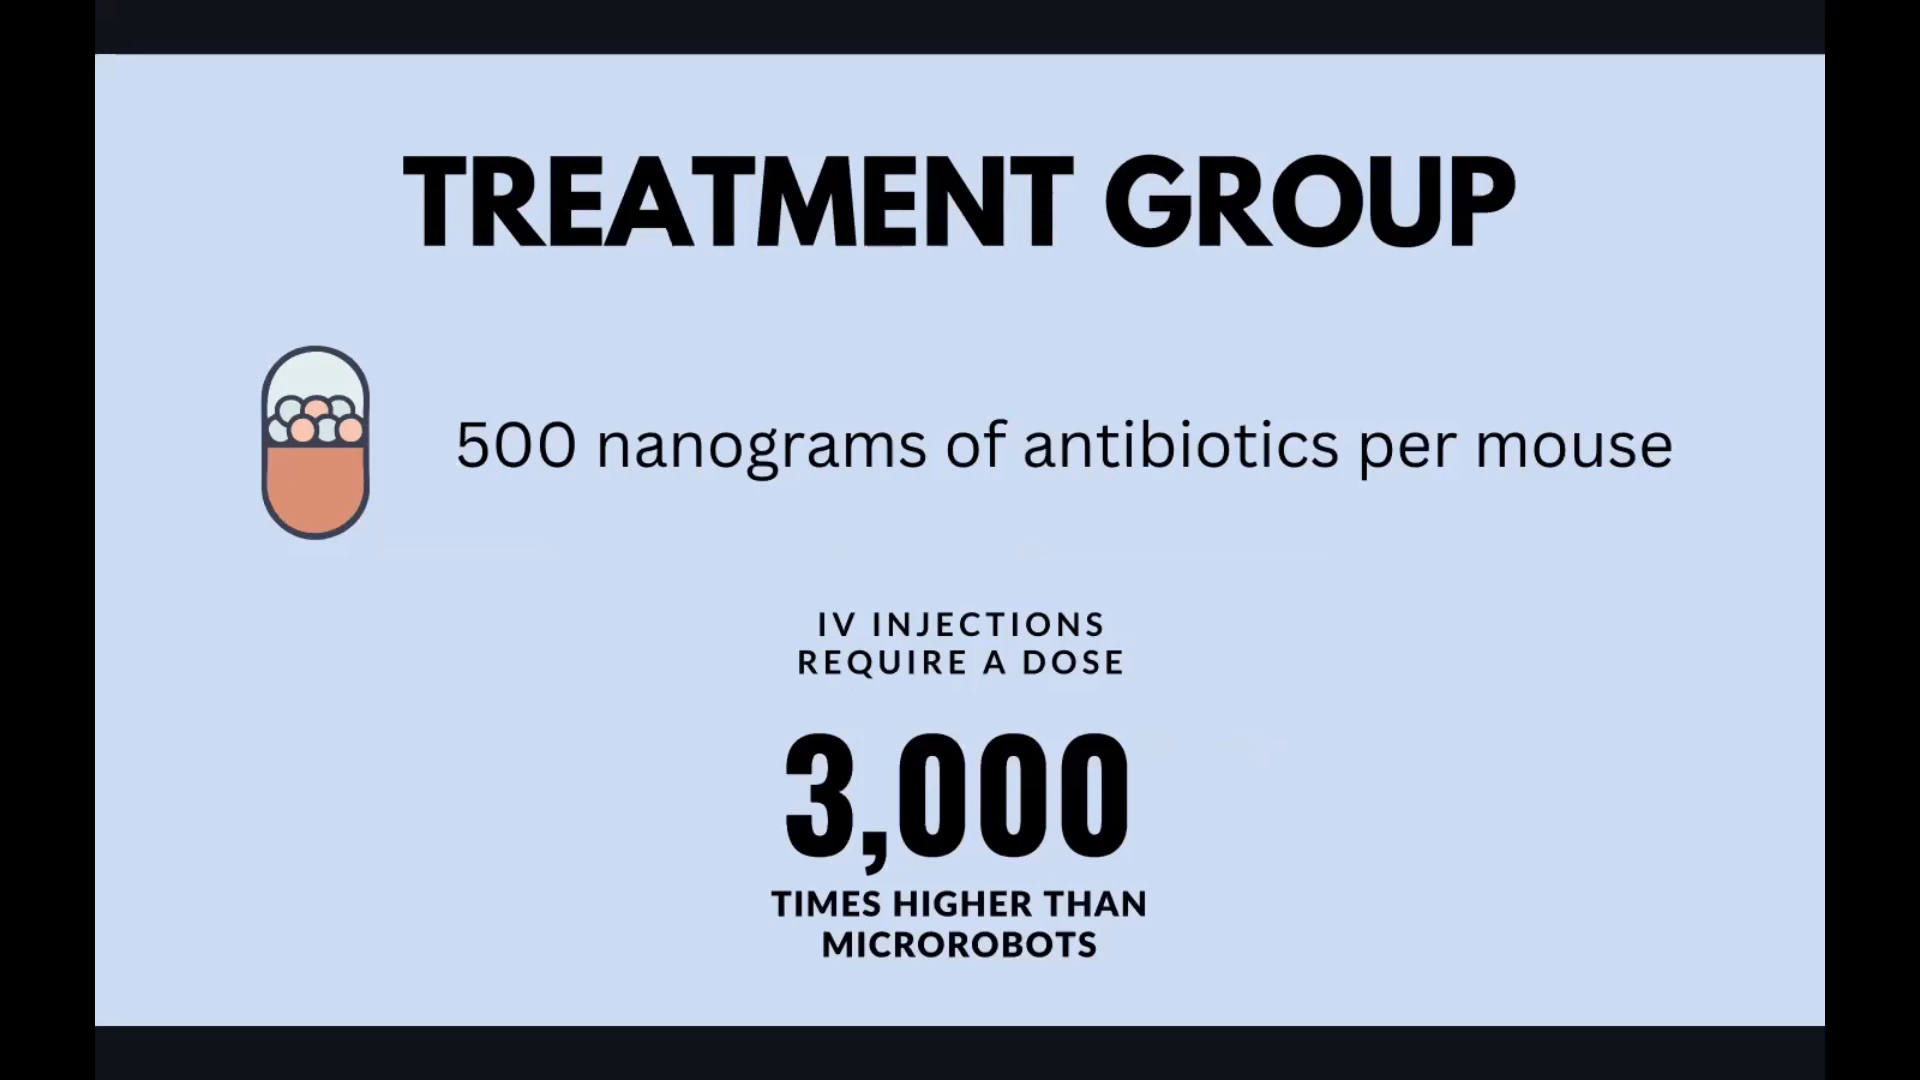 TREATMENT GROUP
500 nanograms of antibiotics per mouse
IV INJECTIONS
REQUIRE A DOSE
3,000
TIMES HIGHER THAN
MICROROBOTS